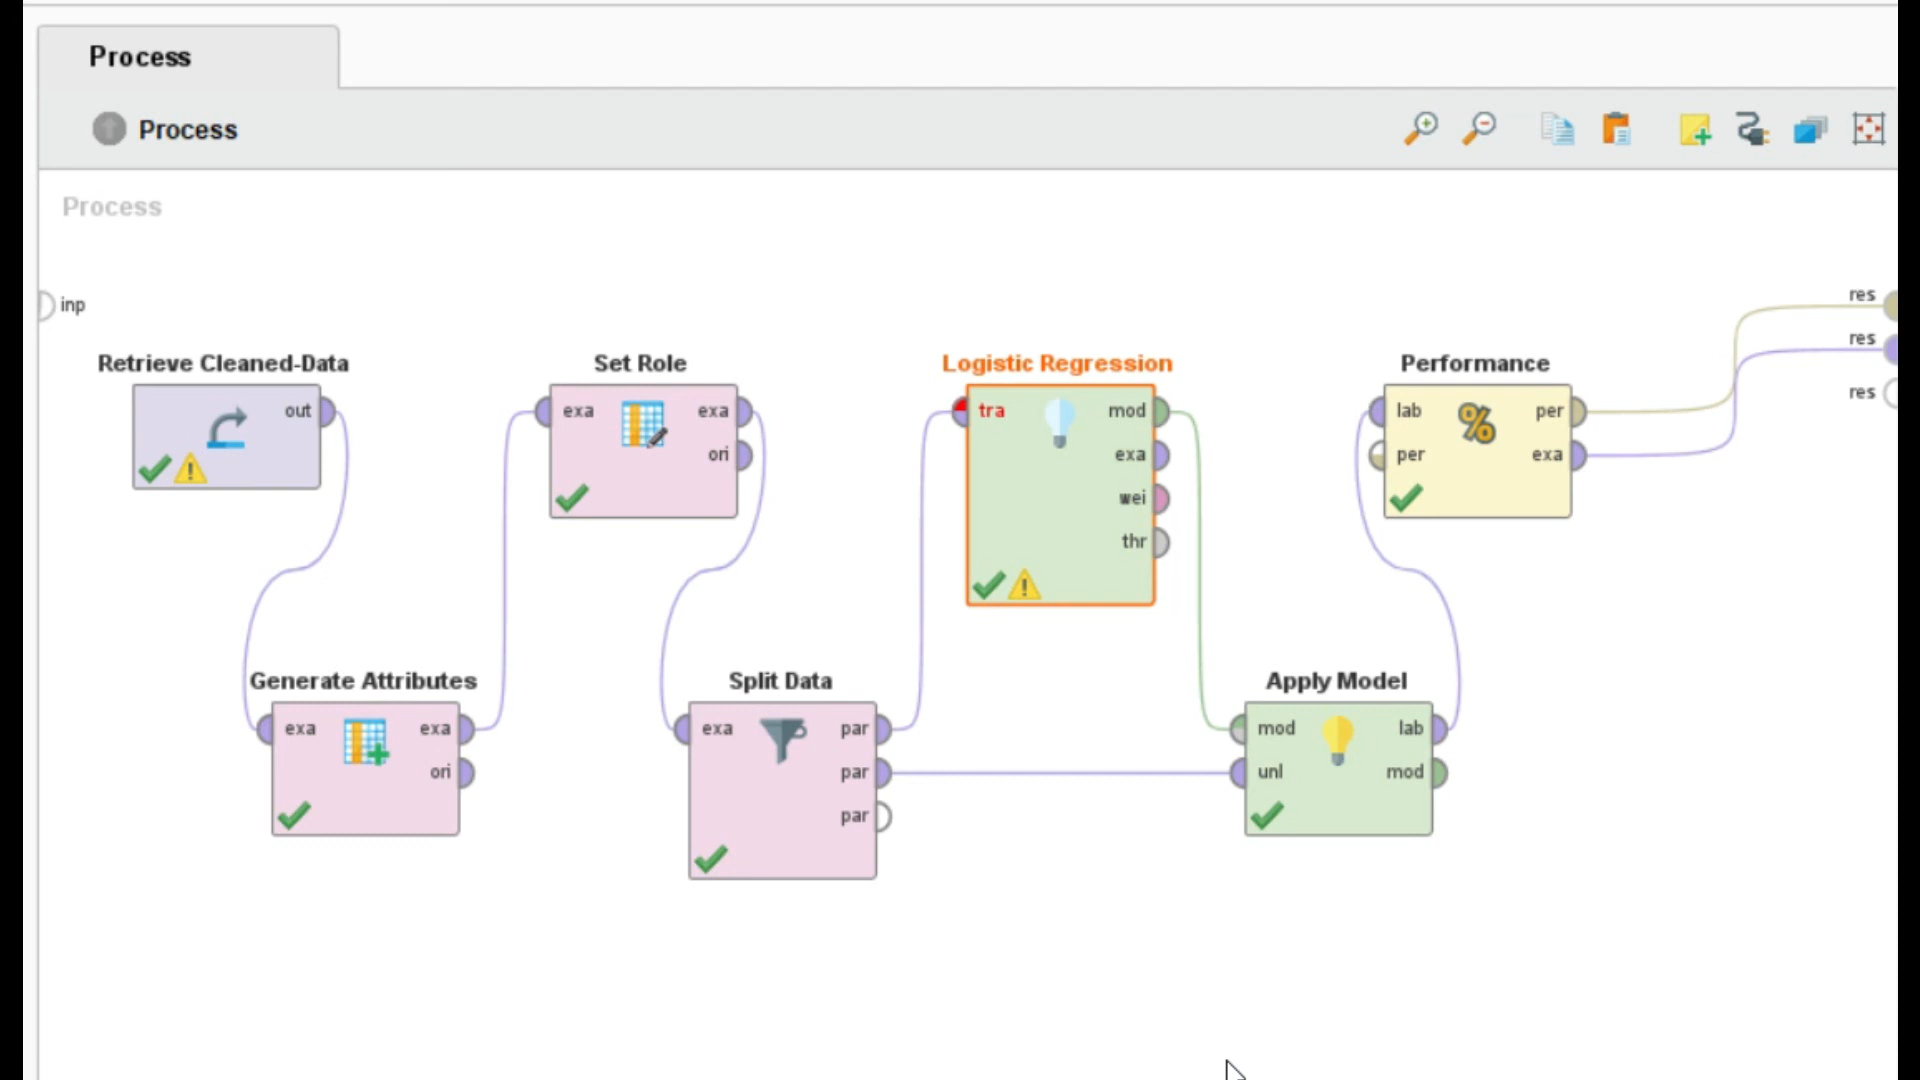 Process
Process
Process
inp
res
res
res
Retrieve Cleaned-Data
out
Set Role
exa exa
ori
Logistic Regression
tra mod
exa
wei
thr
Performance
lab per
per exa
Generate Attributes
exa exa
ori
Split Data
exa par
par
par
Apply Model
mod lab
unl mod